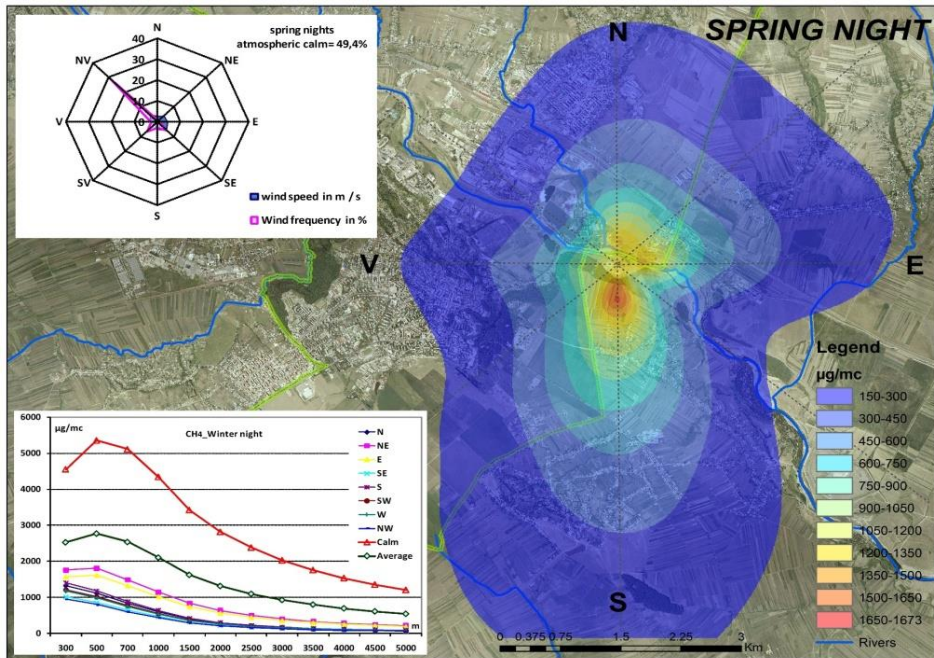 SPRING NIGHT
spring nights
atmospheric calm= 49,4%
N
40
30
20
10
0
NV
NE
V
E
SV
SE
S
wind speed in m / s
Wind frequency in %
N
V
E
S
Legend
µg/mc
150-300
300-450
450-600
600-750
750-900
900-1050
1050-1200
1200-1350
1350-1500
1500-1650
1650-1673
Rivers
0 0.375 0.75 1.5 2.25 3
Km
µg/mc
CH4_Winter night
6000
5000
4000
3000
2000
1000
0
N
NE
E
SE
S
SW
W
NW
Calm
Average
m
300 500 700 1000 1500 2000 2500 3000 3500 4000 4500 5000